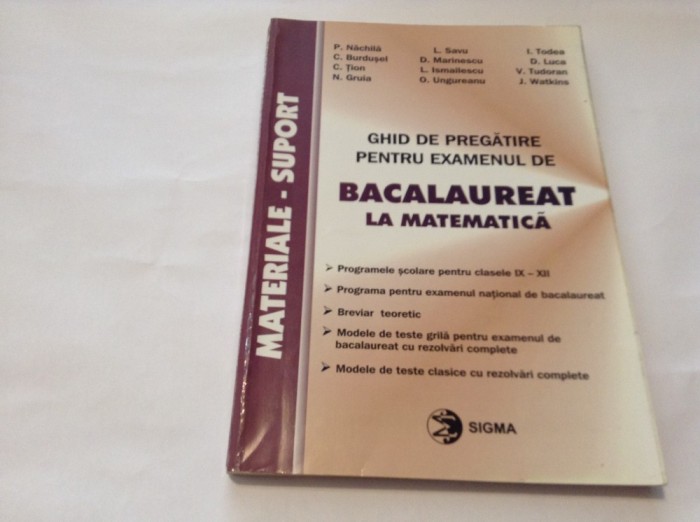 P. Năchilă
C. Burdușel
C. Țion
N. Gruia
L. Savu
D. Marinescu
L. Ismailescu
G. Ungureanu
I. Todea
D. Luca
V. Tudoran
J. Watkins
MATERIALE - SUPORT
GHID DE PREGĂTIRE
PENTRU EXAMENUL DE
BACALAUREAT
LA MATEMATICĂ
Programele școlare pentru clasele IX – XII
Programa pentru examenul național de bacalaureat
Breviar teoretic
Modele de teste grilă pentru examenul de
bacalaureat cu rezolvări complete
Modele de teste clasice cu rezolvări complete
SIGMA